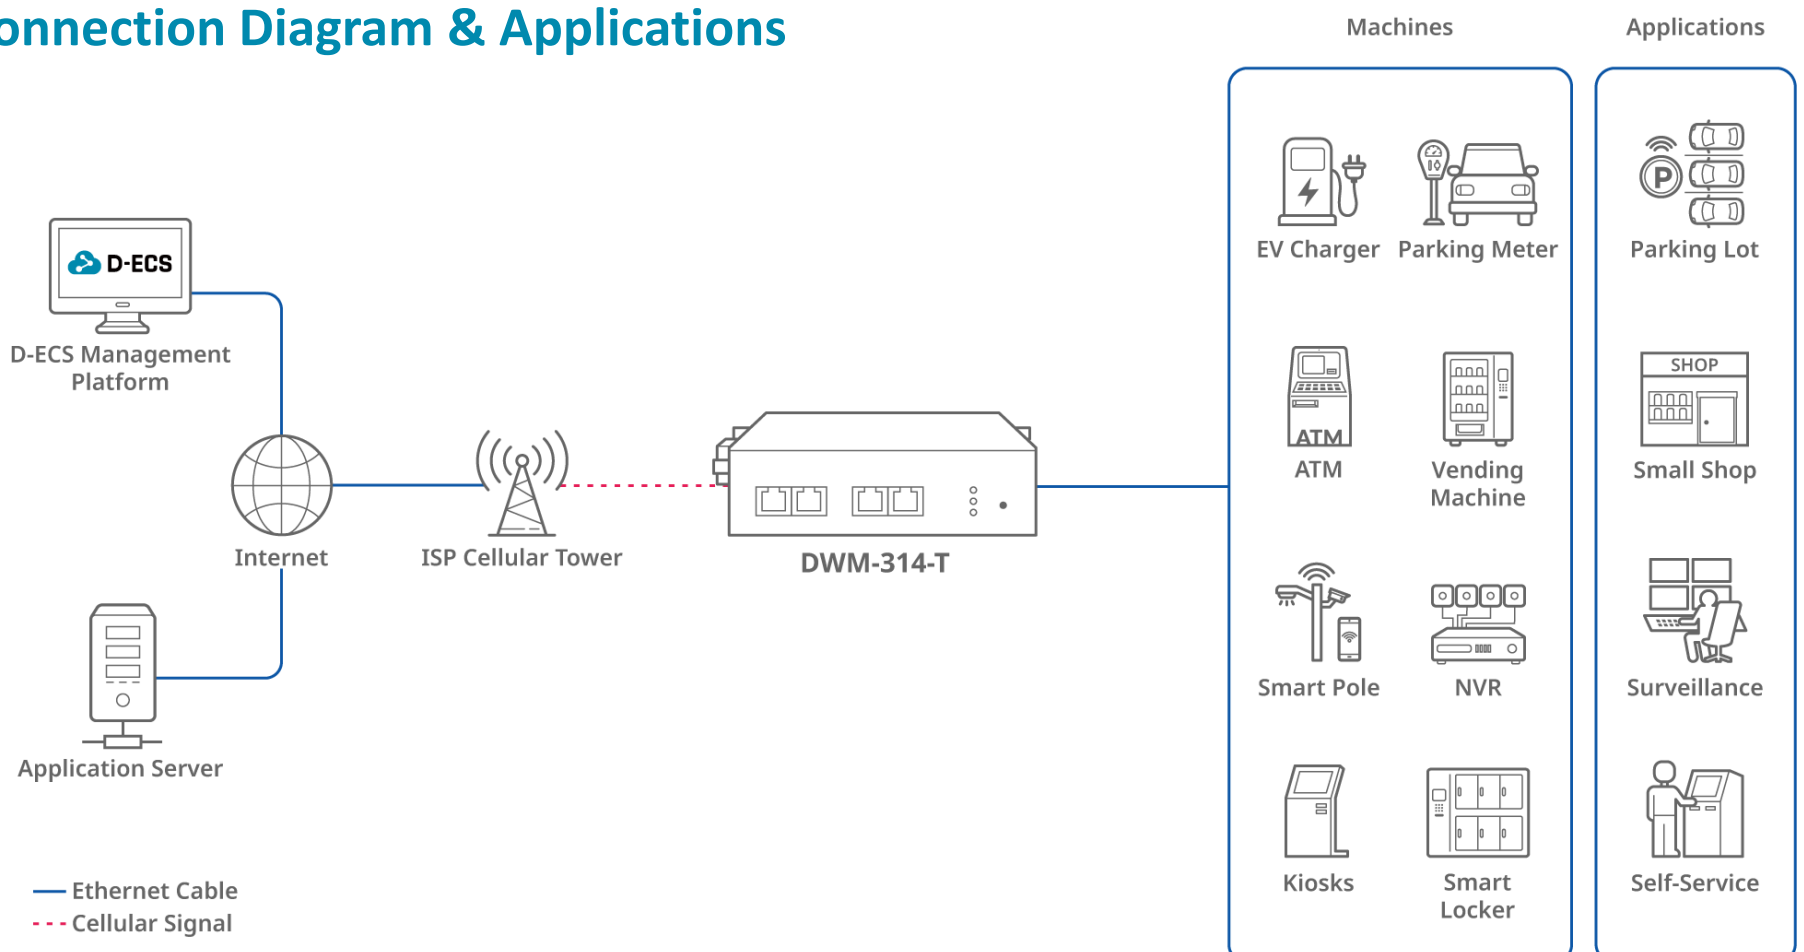 onnection Diagram & Applications
Machines
Applications
D-ECS
D-ECS Management
Platform
Internet
ISP Cellular Tower
DWM-314-T
Application Server
Ethernet Cable
Cellular Signal
EV Charger
Parking Meter
ATM
ATM
Vending
Machine
Smart Pole
NVR
Kiosks
Smart
Locker
P
Parking Lot
SHOP
Small Shop
Surveillance
Self-Service